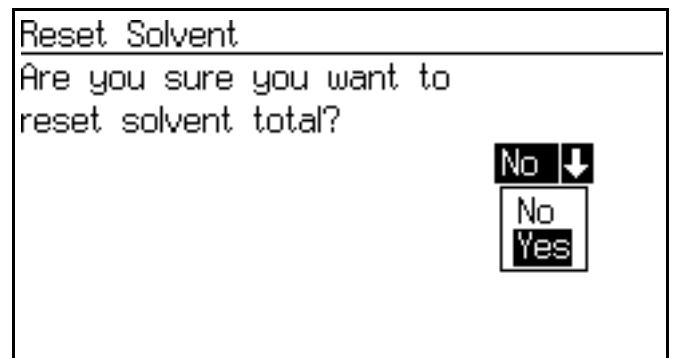 Reset Solvent
Are you sure you want to
reset solvent total?
No
No
Yes